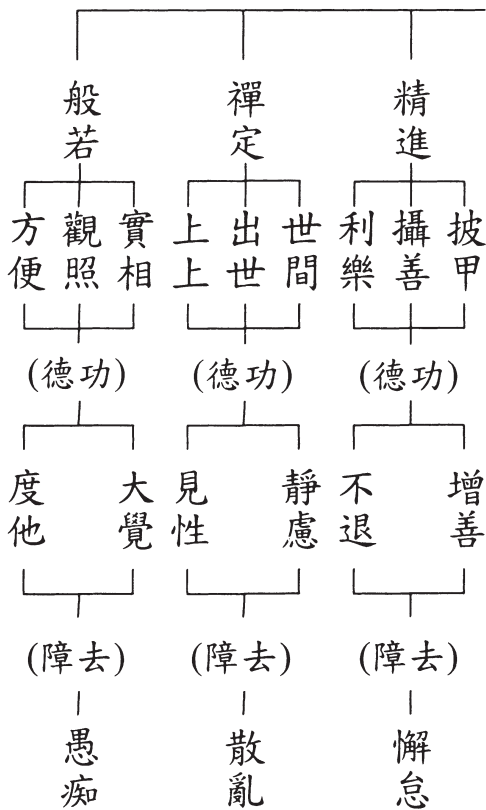 精進
披甲
攝善
利樂
(功德)
增善
不退
(去障)
懈怠
禪定
世間
出世
上上
(功德)
靜慮
見性
(去障)
散亂
般若
實相
觀照
方便
(功德)
大覺
度他
(去障)
愚痴